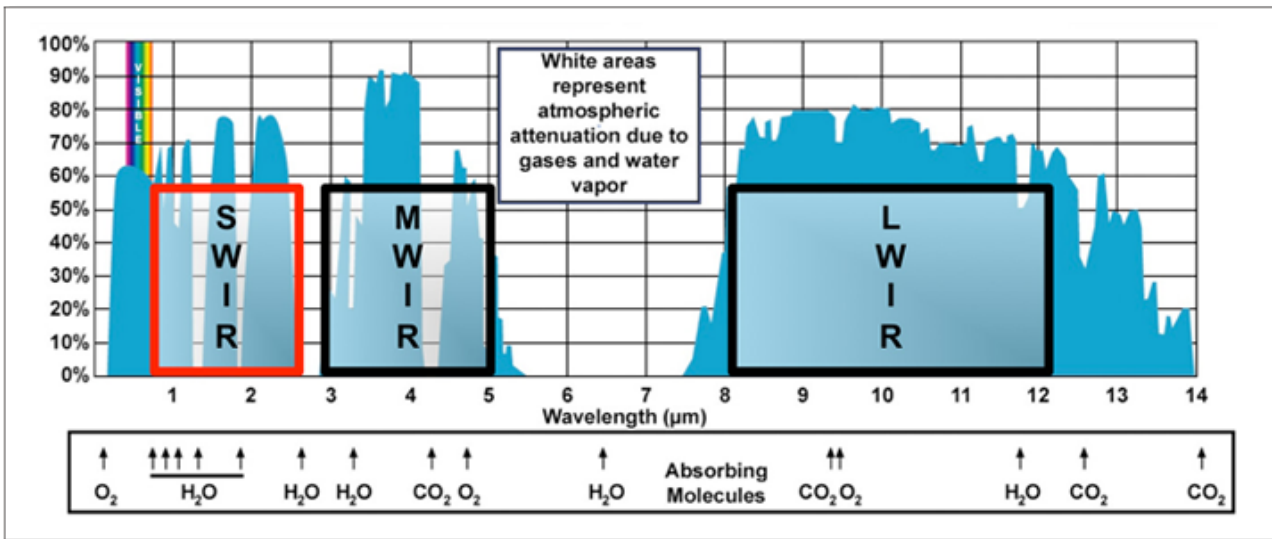 100%
90%
80%
70%
60%
50%
40%
30%
20%
10%
0%
VISIBLE
White areas
represent
atmospheric
attenuation due to
gases and water
vapor
S
W
I
R
M
W
I
R
L
W
I
R
1 2 3 4 5 6 7 8 9 10 11 12 13 14
Wavelength (µm)
O₂ H₂O H₂O H₂O CO₂ O₂ H₂O Absorbing CO₂ O₂ H₂O CO₂ CO₂
Molecules